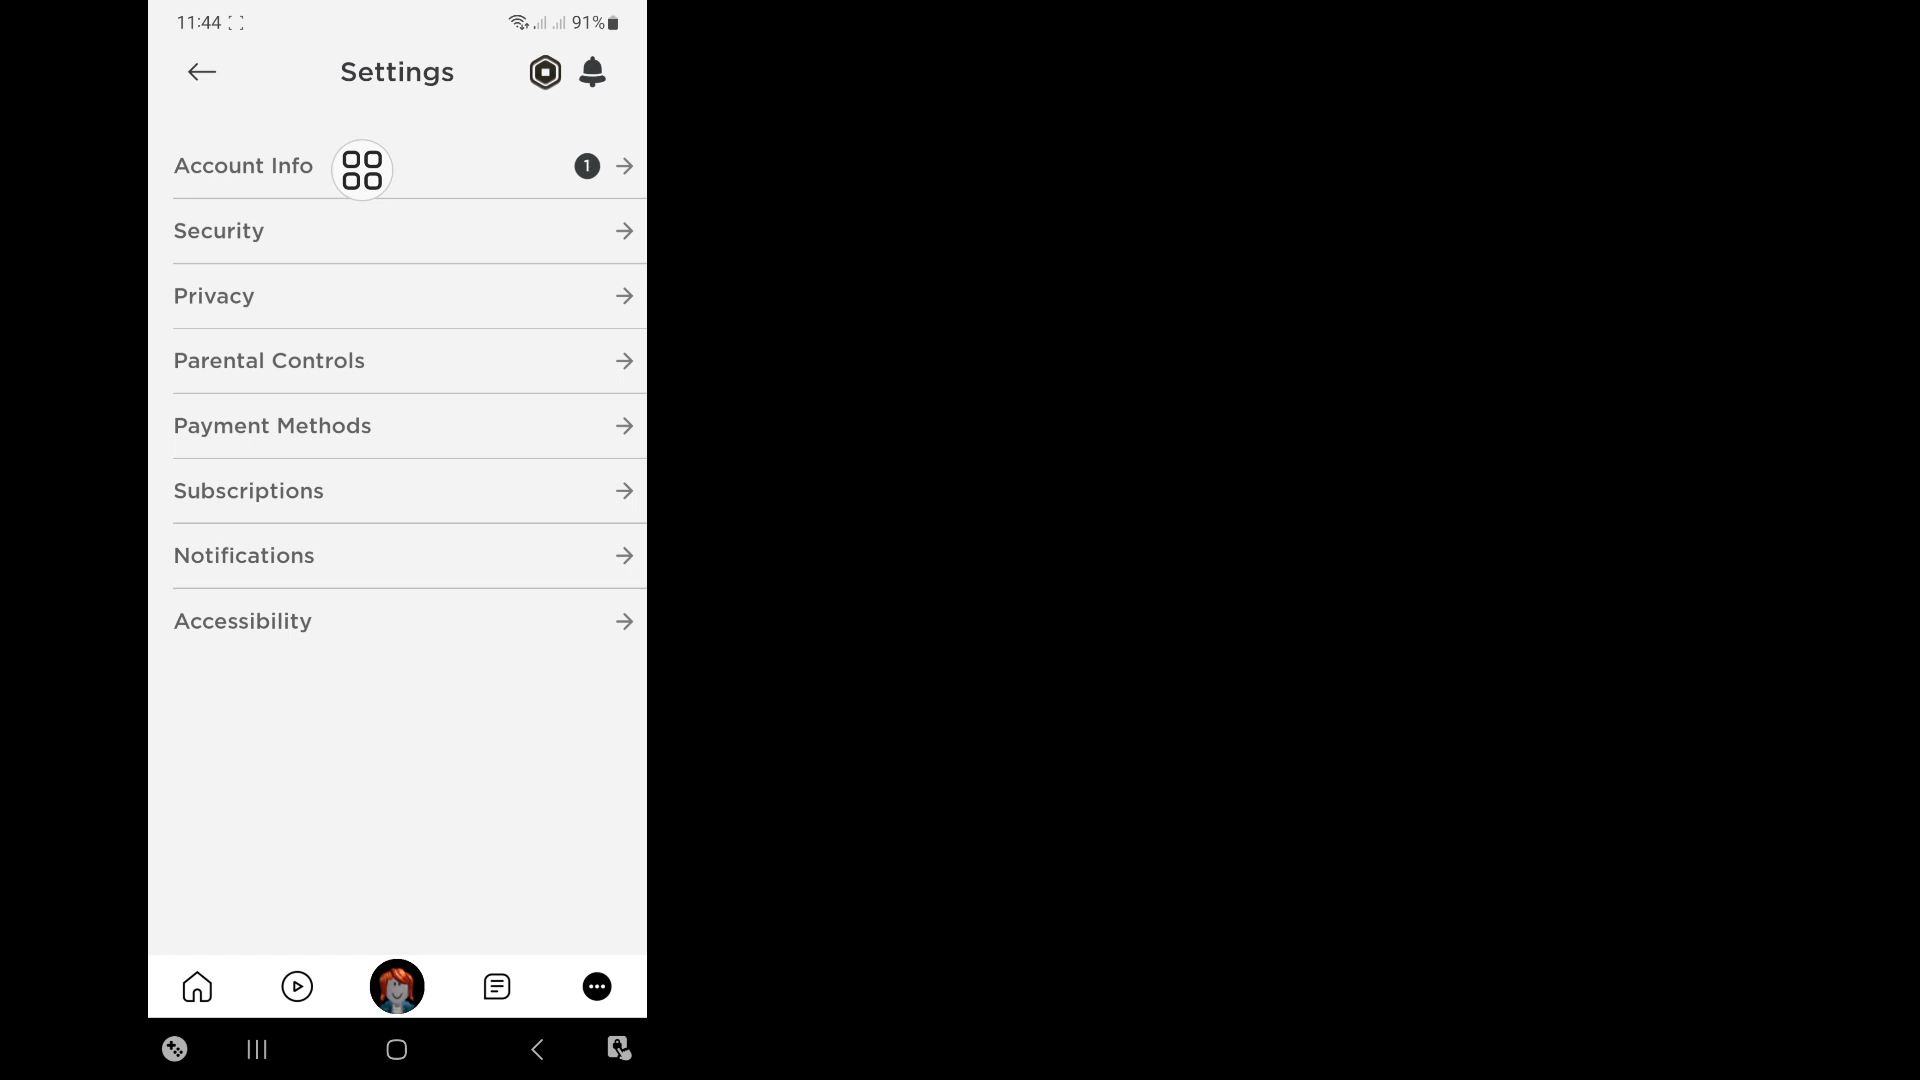 11:44 91%
Settings
Account Info 1
Security
Privacy
Parental Controls
Payment Methods
Subscriptions
Notifications
Accessibility